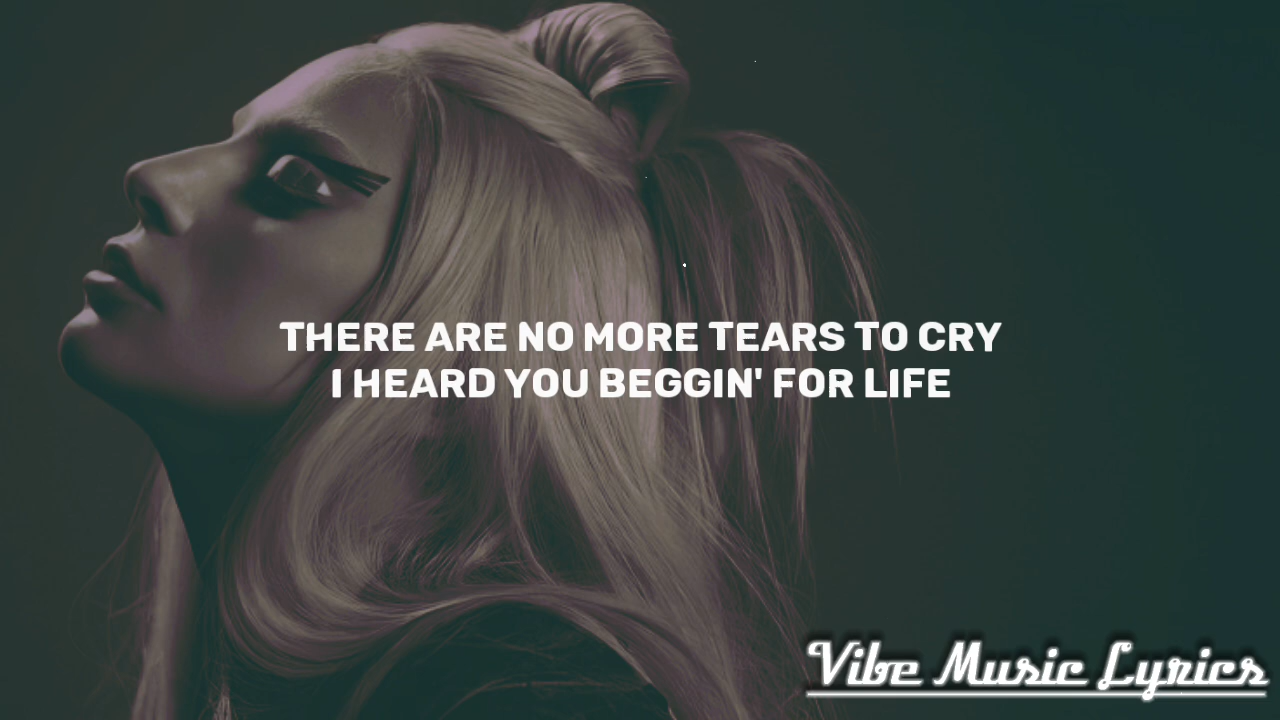 THERE ARE NO MORE TEARS TO CRY
I HEARD YOU BEGGIN' FOR LIFE
Vibe Music Lyrics